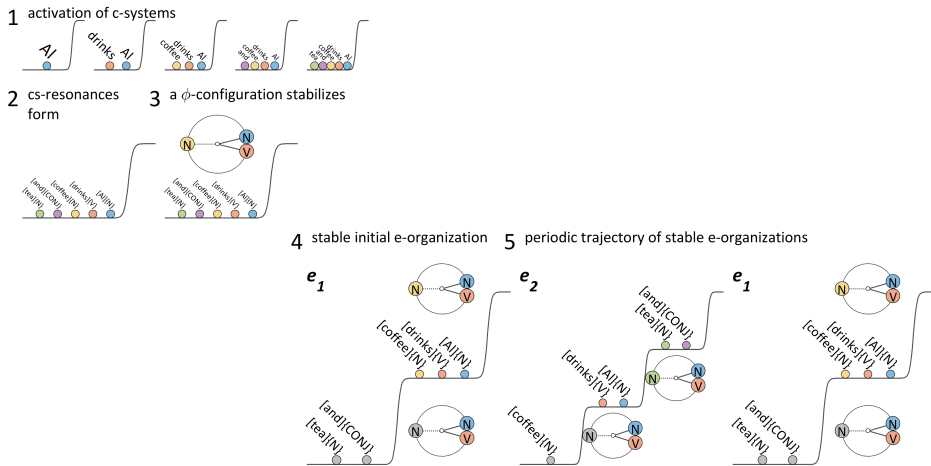 1 activation of c-systems
Al
drinks Al
coffee drinks Al
and coffee drinks Al
tea and coffee drinks Al
2 cs-resonances
form
3 a ϕ-configuration stabilizes
N N
V
[tea]{N} [and]{CONJ} [coffee]{N} [drinks]{V} [Al]{N}
[tea]{N} [and]{CONJ} [coffee]{N} [drinks]{V} [Al]{N}
4 stable initial e-organization
e1
N N
V
[coffee]{N} [drinks]{V} [Al]{N}
[tea]{N} [and]{CONJ}
N N
V
5 periodic trajectory of stable e-organizations
e2
[tea]{N} [and]{CONJ}
N N
V
[drinks]{V} [Al]{N}
[coffee]{N}
N N
V
e1
N N
V
[coffee]{N} [drinks]{V} [Al]{N}
[tea]{N} [and]{CONJ}
N N
V